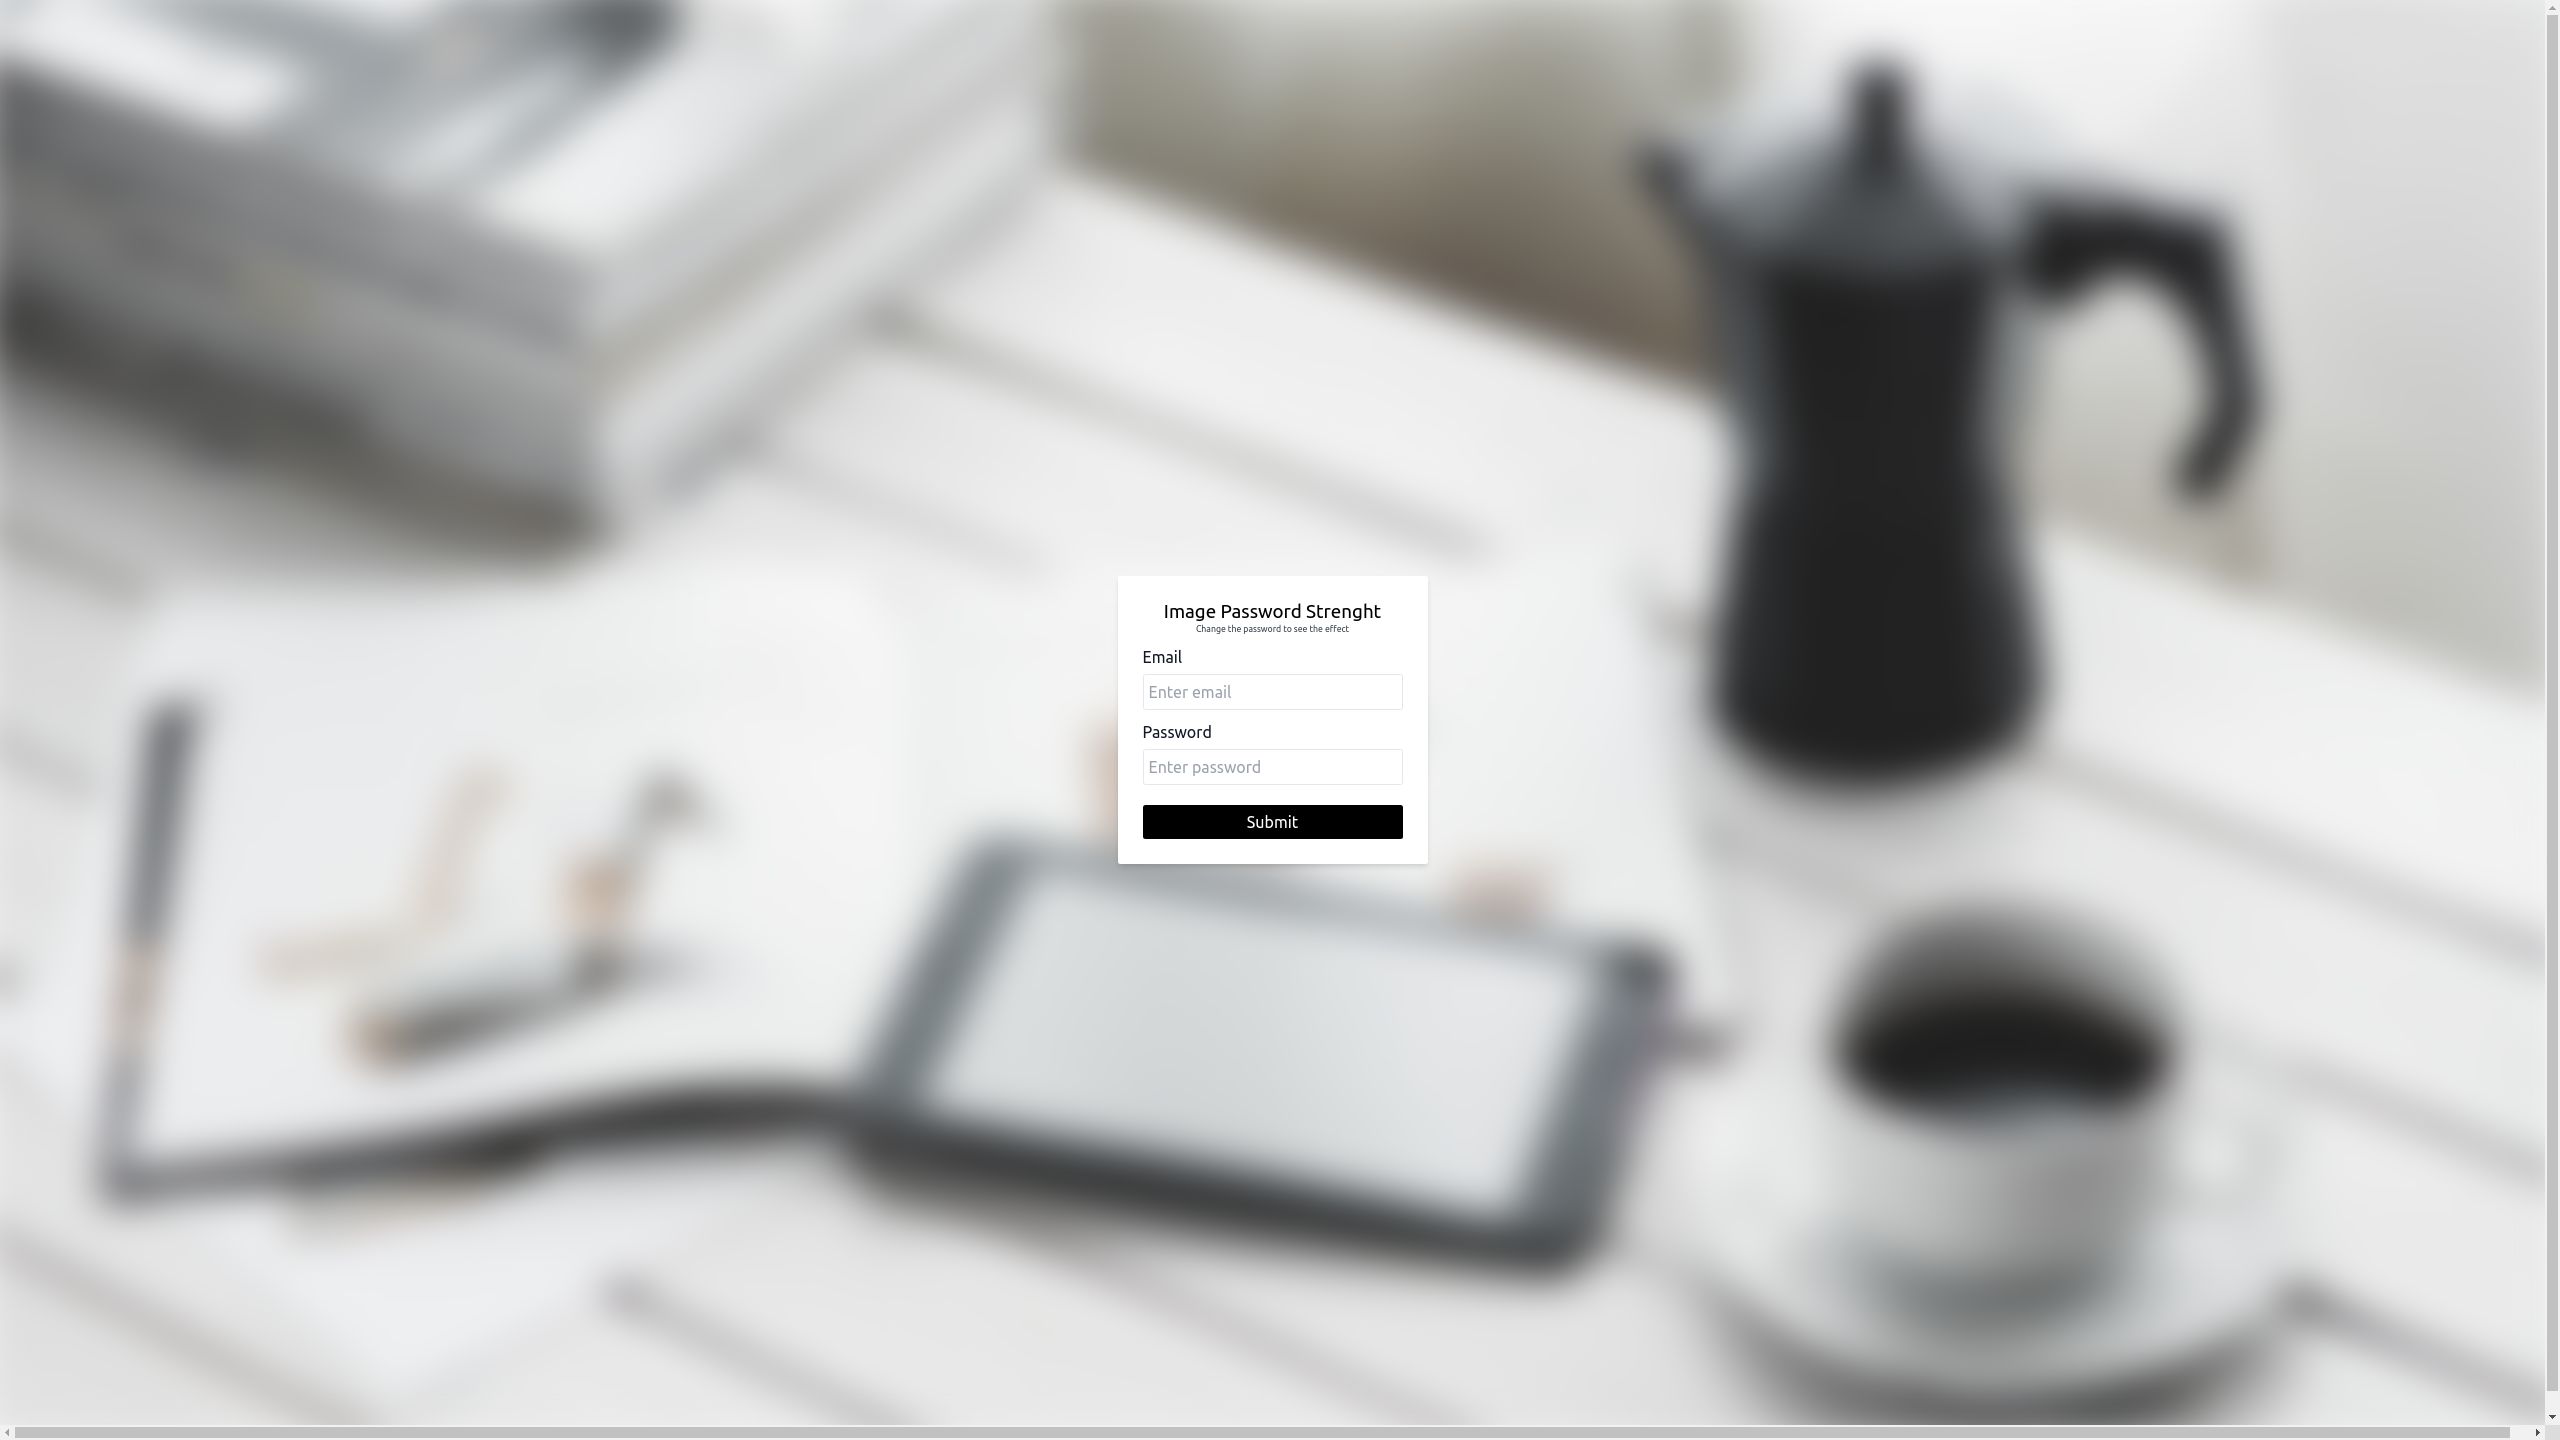 Image Password Strenght
Change the password to see the effect
Email
Enter email
Password
Enter password
Submit